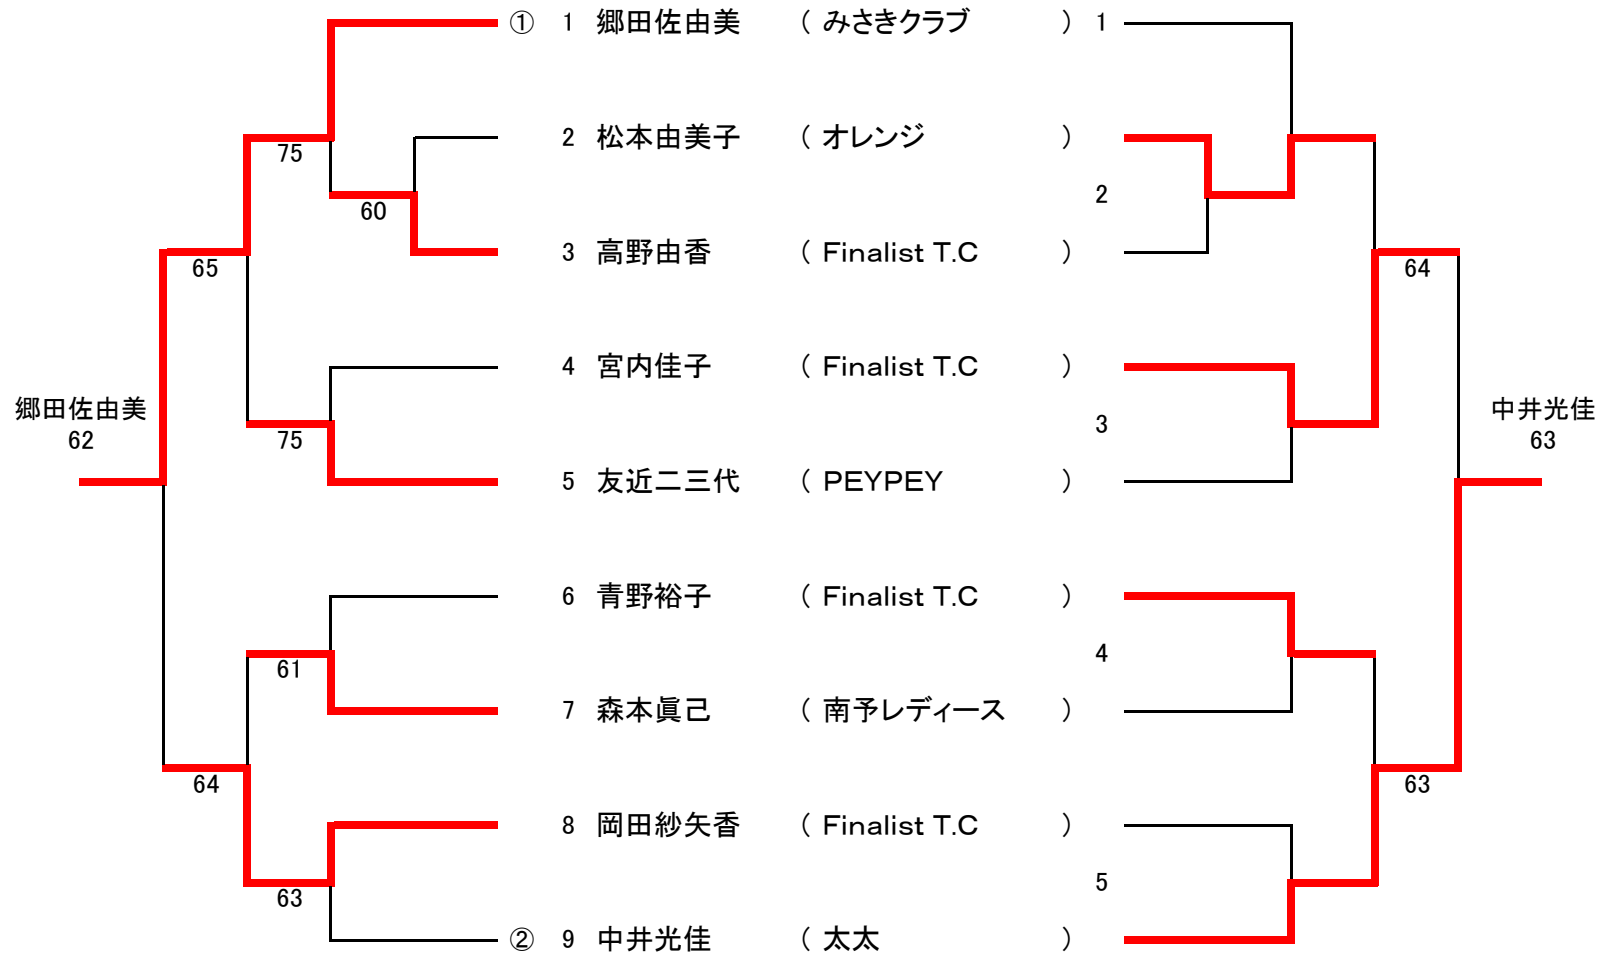 ① 1 郷田佐由美 ( みさきクラブ ) 1
2 松本由美子 ( オレンジ )
75
2
60
3 高野由香 ( Finalist T.C )
65
64
4 宮内佳子 ( Finalist T.C )
郷田佐由美
62
中井光佳
63
75
3
5 友近二三代 ( PEYPEY )
6 青野裕子 ( Finalist T.C )
61
4
7 森本眞己 ( 南予レディース )
64
63
8 岡田紗矢香 ( Finalist T.C )
63
5
② 9 中井光佳 ( 太太 )